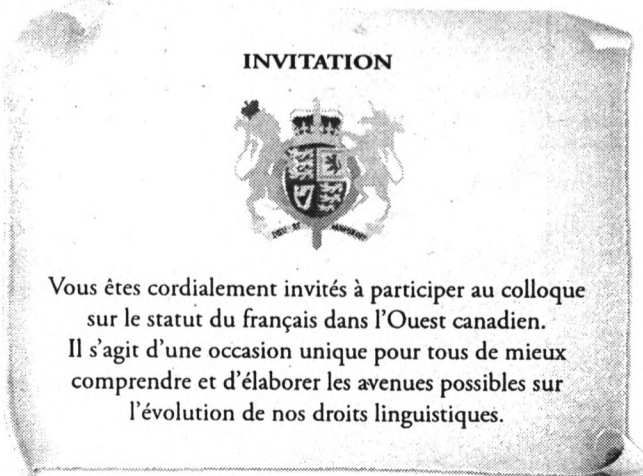 INVITATION
Vous êtes cordialement invités à participer au colloque
sur le statut du français dans l'Ouest canadien.
Il s'agit d'une occasion unique pour tous de mieux
comprendre et d'élaborer les avenues possibles sur
l'évolution de nos droits linguistiques.